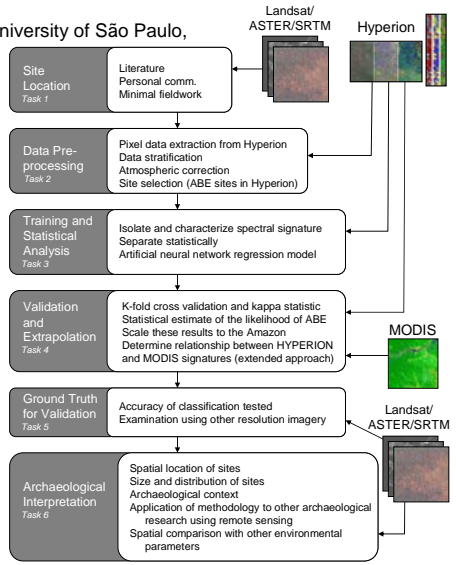 niversity of São Paulo,
Landsat/
ASTER/SRTM
Hyperion
Site
Location
Task 1
Literature
Personal comm.
Minimal fieldwork
Data Pre-
processing
Task 2
Pixel data extraction from Hyperion
Data stratification
Atmospheric correction
Site selection (ABE sites in Hyperion)
Training and
Statistical
Analysis
Task 3
Isolate and characterize spectral signature
Separate statistically
Artificial neural network regression model
Validation
and
Extrapolation
Task 4
K-fold cross validation and kappa statistic
Statistical estimate of the likelihood of ABE
Scale these results to the Amazon
Determine relationship between HYPERION
and MODIS signatures (extended approach)
MODIS
Ground Truth
for Validation
Task 5
Accuracy of classification tested
Examination using other resolution imagery
Landsat/
ASTER/SRTM
Archaeological
Interpretation
Task 6
Spatial location of sites
Size and distribution of sites
Archaeological context
Application of methodology to other archaeological
research using remote sensing
Spatial comparison with other environmental
parameters